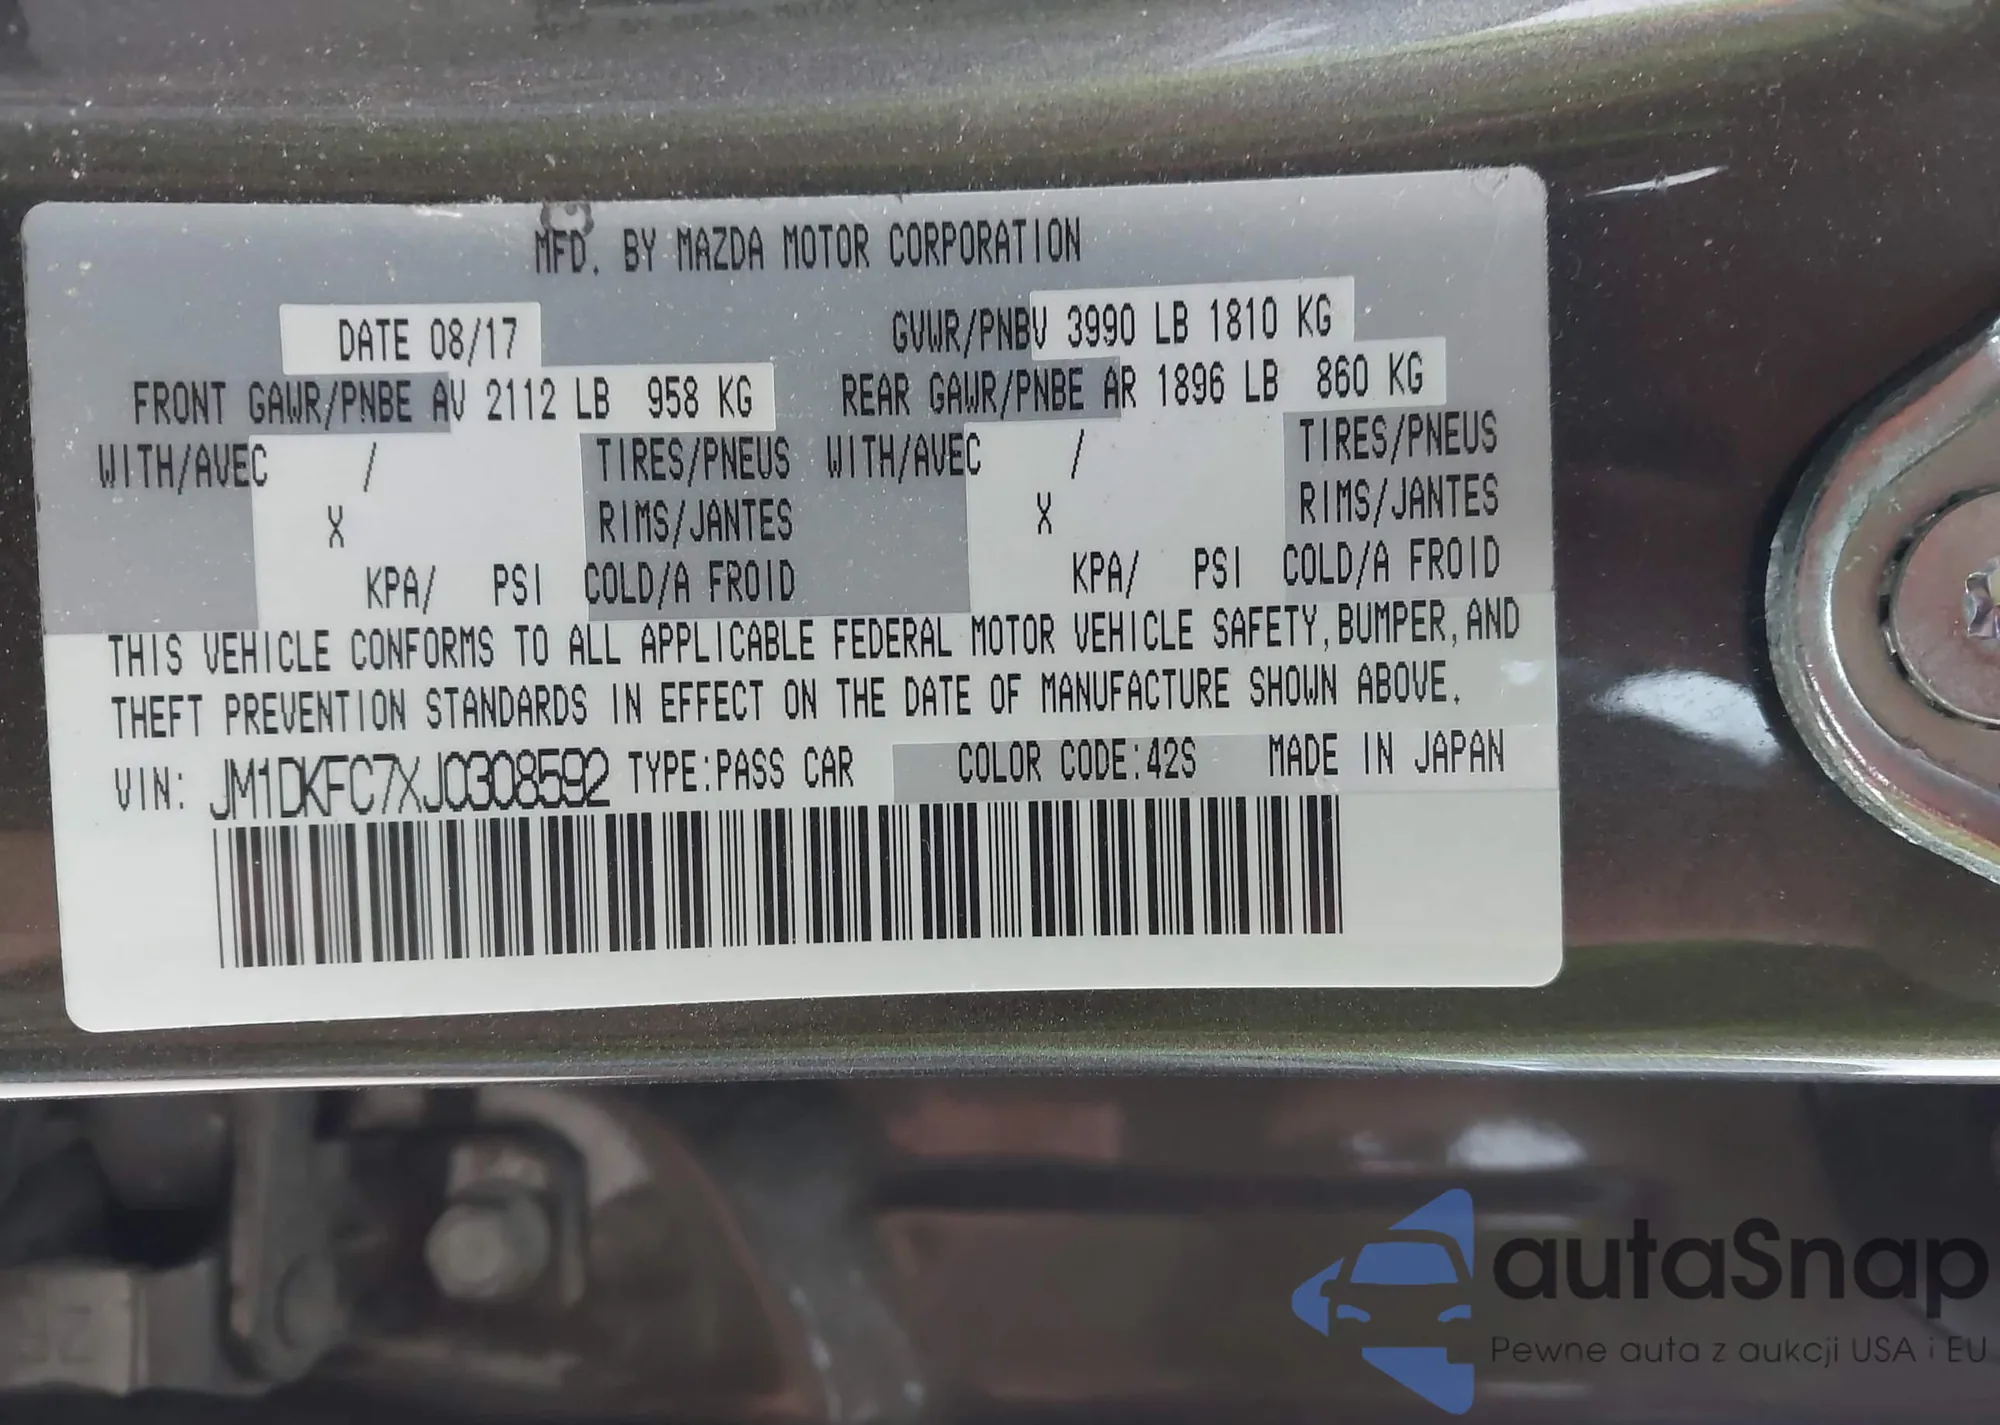 MFD. BY MAZDA MOTOR CORPORATION
DATE 08/17
GVWR/PNBV 3990 LB 1810 KG
FRONT GAWR/PNBE AV 2112 LB 958 KG
REAR GAWR/PNBE AR 1896 LB 860 KG
WITH/AVEC / TIRES/PNEUS WITH/AVEC / TIRES/PNEUS
X RIMS/JANTES X RIMS/JANTES
KPA/ PSI COLD/A FROID KPA/ PSI COLD/A FROID
THIS VEHICLE CONFORMS TO ALL APPLICABLE FEDERAL MOTOR VEHICLE SAFETY, BUMPER, AND
THEFT PREVENTION STANDARDS IN EFFECT ON THE DATE OF MANUFACTURE SHOWN ABOVE.
VIN: JM1DKFC7XJ0308592 TYPE:PASS CAR COLOR CODE:42S MADE IN JAPAN
autaSnap
Pewne auta z aukcji USA i EU